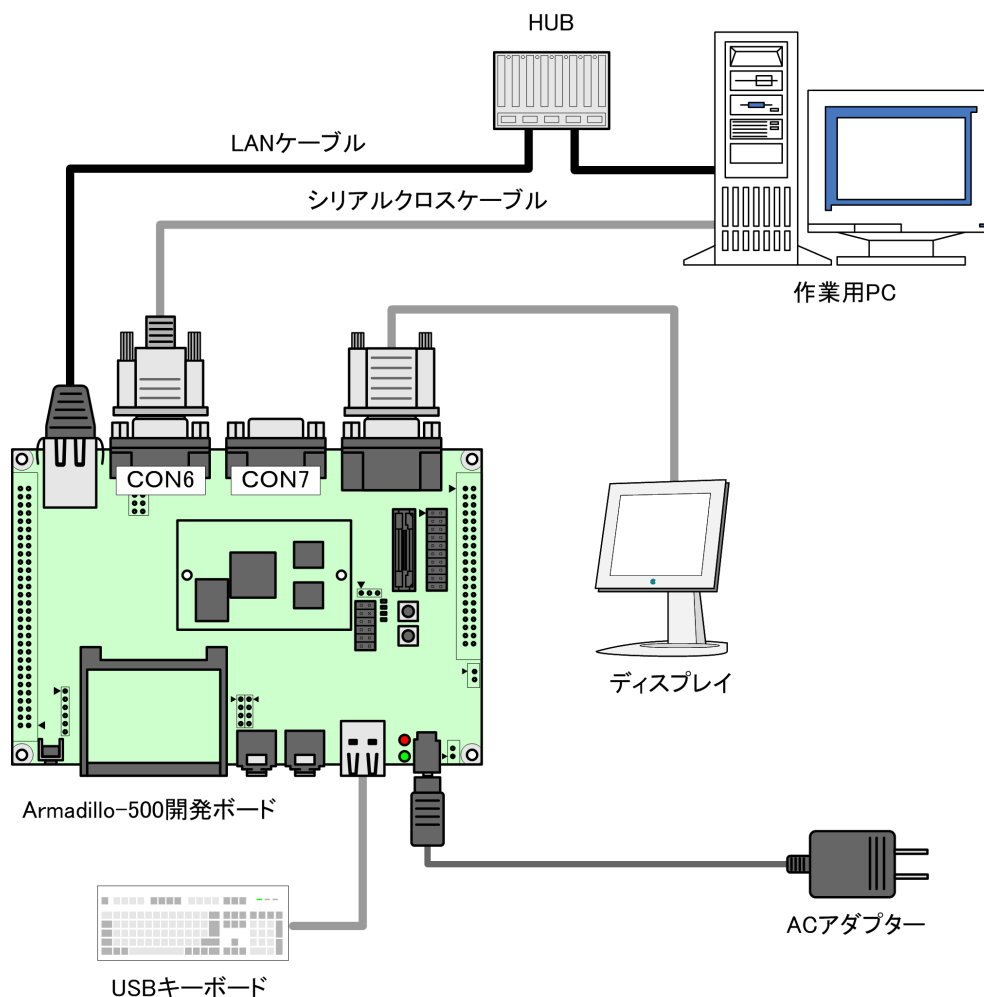 HUB
LANケーブル
シリアルクロスケーブル
作業用PC
CON6
CON7
ディスプレイ
Armadillo-500開発ボード
ACアダプター
USBキーボード